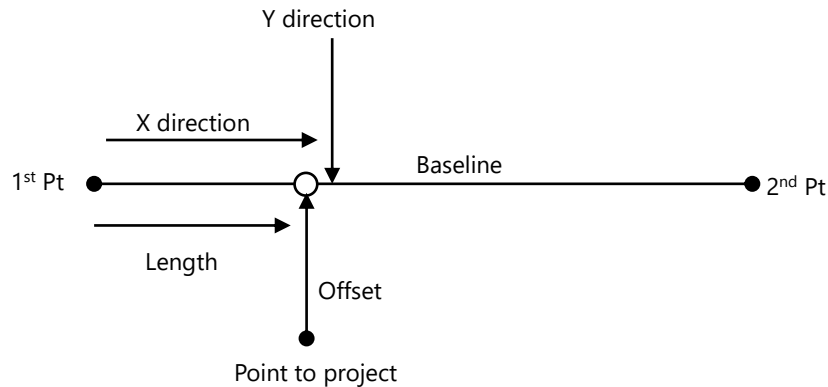 Y direction
X direction
Baseline
1st Pt
2nd Pt
Length
Offset
Point to project